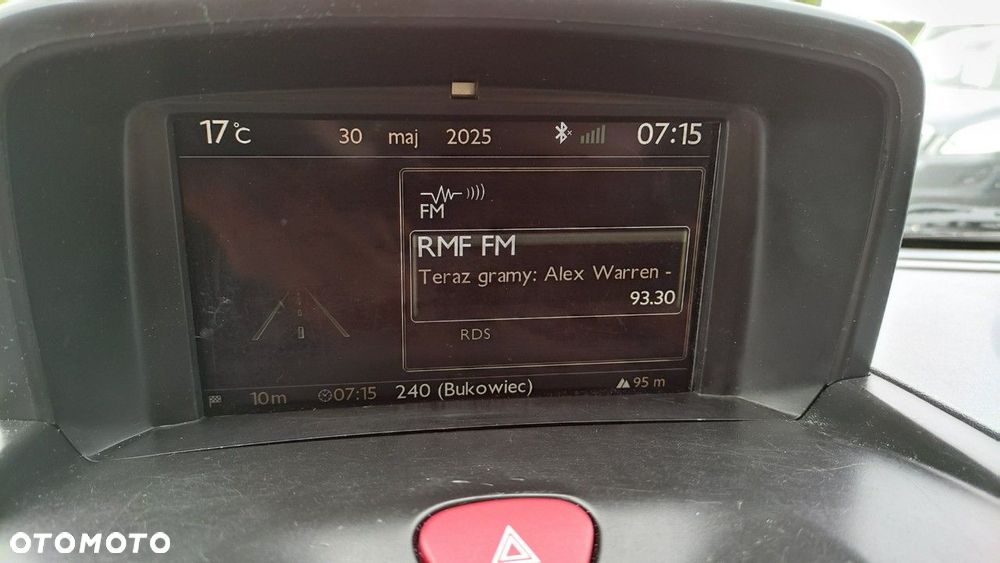 17°C 30 maj 2025 07:15
FM
RMF FM
Teraz gramy: Alex Warren -
93.30
RDS
10m 07:15 240 (Bukowiec) 95 m
OTOMOTO